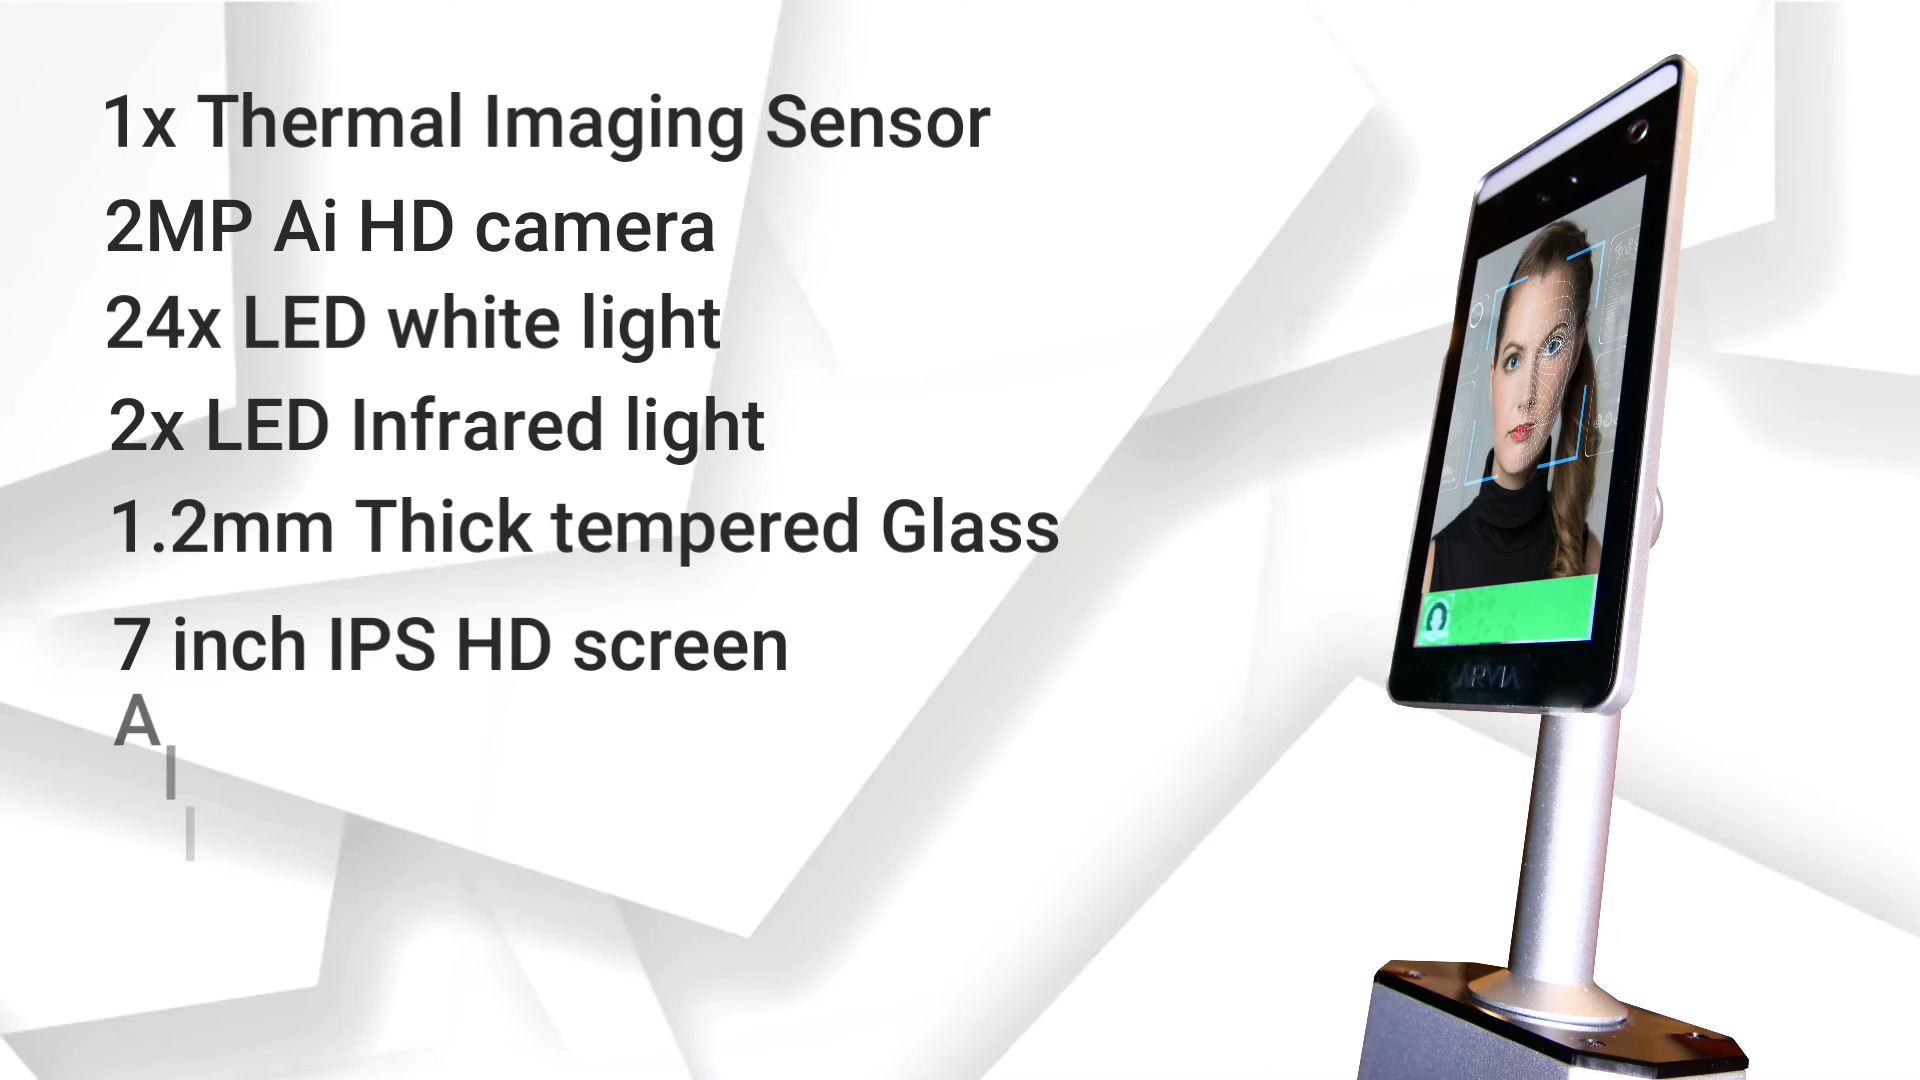 1x Thermal Imaging Sensor
2MP Ai HD camera
24x LED white light
2x LED Infrared light
1.2mm Thick tempered Glass
7 inch IPS HD screen
A
ARVIA